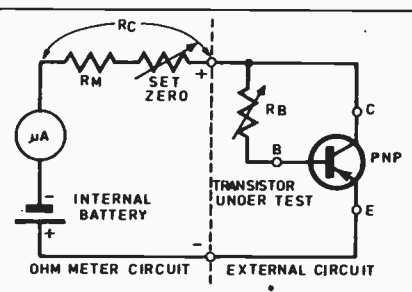 RC
RM
SET
ZERO
+
RB
C
μA
B
PNP
TRANSISTOR
UNDER TEST
-
INTERNAL
BATTERY
+
E
-
OHM METER CIRCUIT
EXTERNAL CIRCUIT